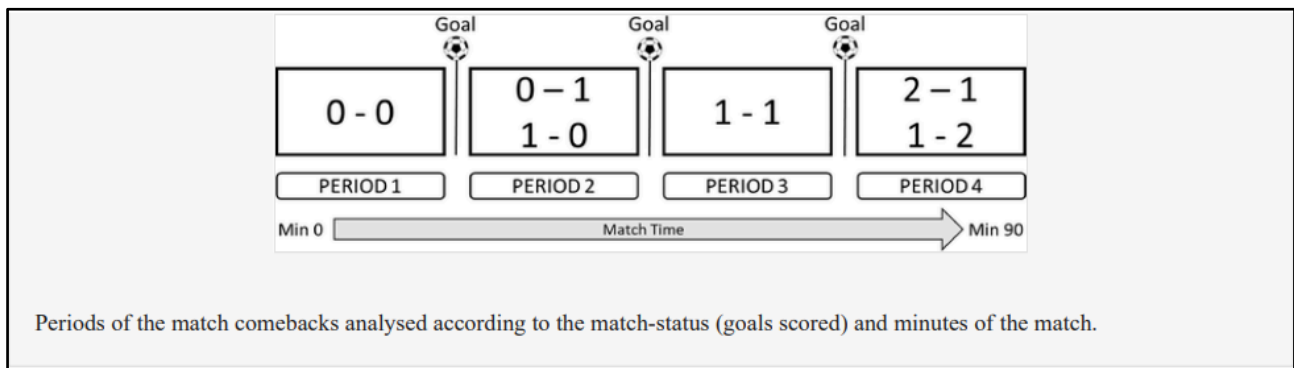 Goal Goal Goal
0 - 0
0 – 1
1 - 0
1 - 1
2 – 1
1 - 2
PERIOD 1 PERIOD 2 PERIOD 3 PERIOD 4
Min 0 Match Time Min 90
Periods of the match comebacks analysed according to the match-status (goals scored) and minutes of the match.